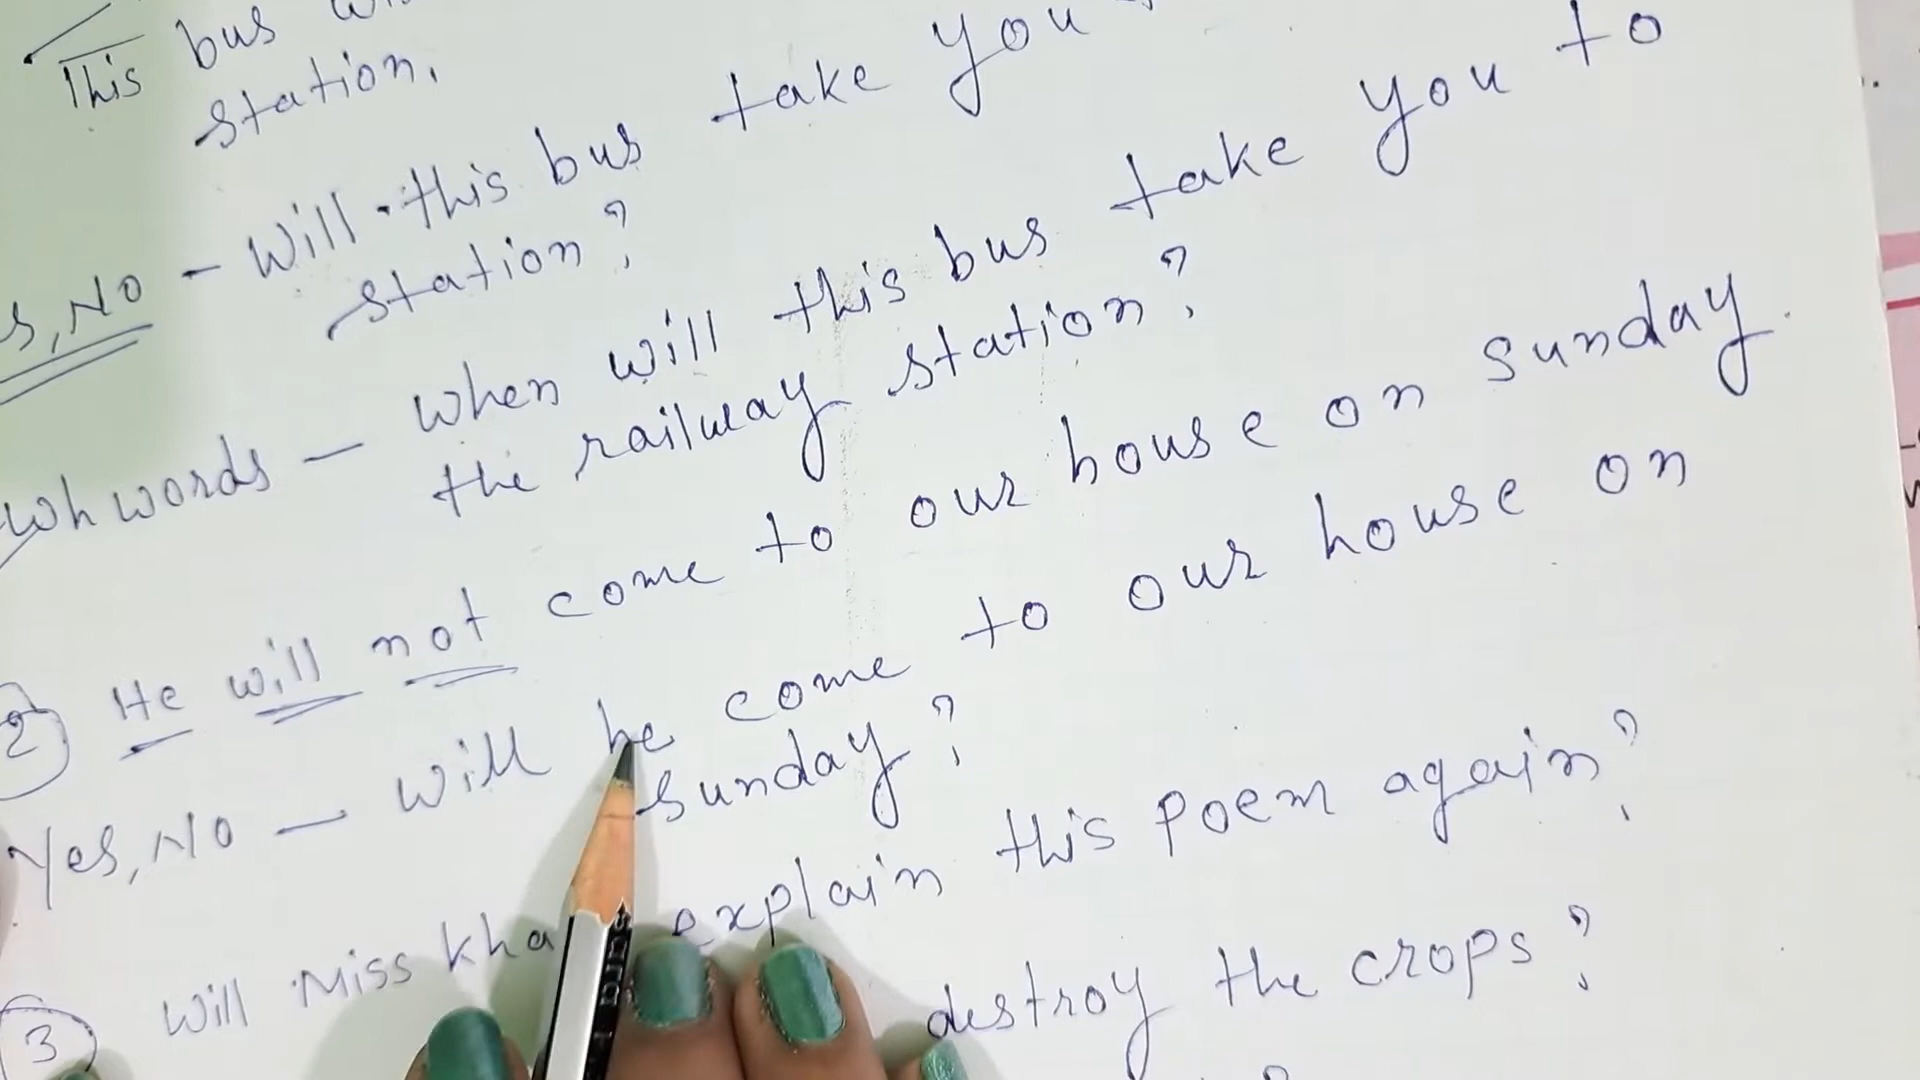 This bus
station.
s, No - Will this bus take you
station?
Wh words - When will this bus take you to
the railway station?
2 He will not come to our house on sunday.
Yes, No - Will he come to our house on
sunday?
3 Will Miss Kha explain this poem again?
destroy the crops?